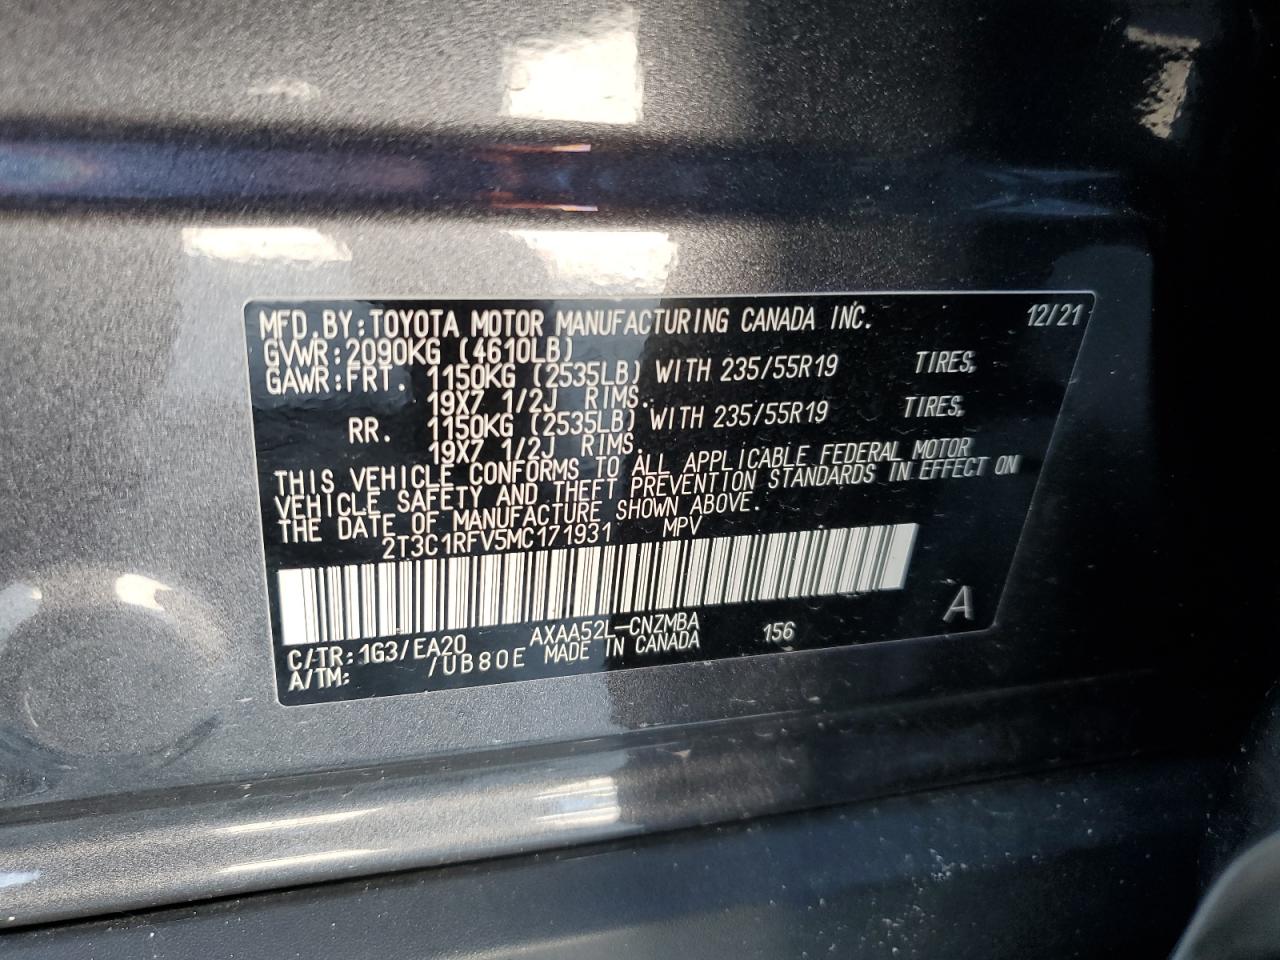 MFD.BY:TOYOTA MOTOR MANUFACTURING CANADA INC. 12/21
GVWR:2090KG (4610LB)
GAWR:FRT. 1150KG (2535LB) WITH 235/55R19 TIRES,
19X7 1/2J RIMS.
RR. 1150KG (2535LB) WITH 235/55R19 TIRES,
19X7 1/2J RIMS.
THIS VEHICLE CONFORMS TO ALL APPLICABLE FEDERAL MOTOR
VEHICLE SAFETY AND THEFT PREVENTION STANDARDS IN EFFECT ON
THE DATE OF MANUFACTURE SHOWN ABOVE.
2T3C1RFV5MC171931 MPV
A
C/TR:1G3/EA20 AXAA52L-CNZMBA 156
A/TM: /UB80E MADE IN CANADA